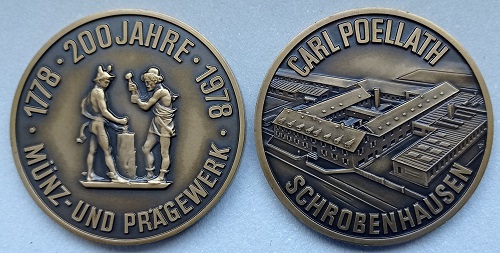 1778 · 200 JAHRE · 1978 ·
MÜNZ- UND PRÄGEWERK ·
CARL POELLATH
SCHROBENHAUSEN